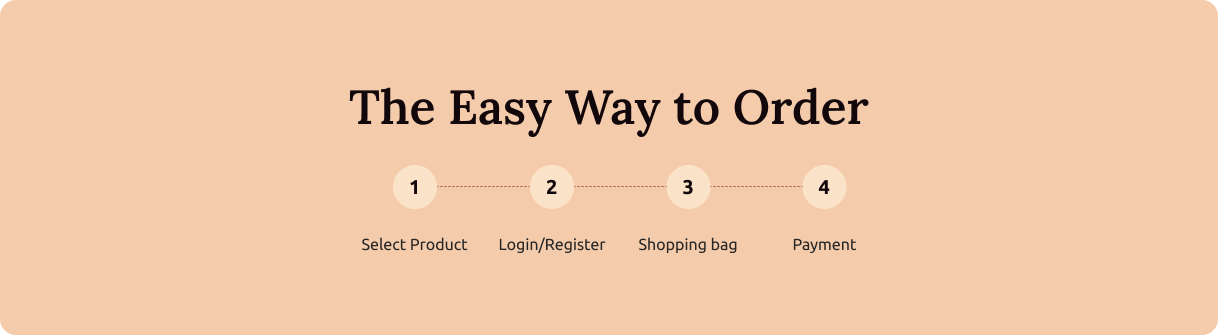 The Easy Way to Order
1 2 3 4
Select Product Login/Register Shopping bag Payment